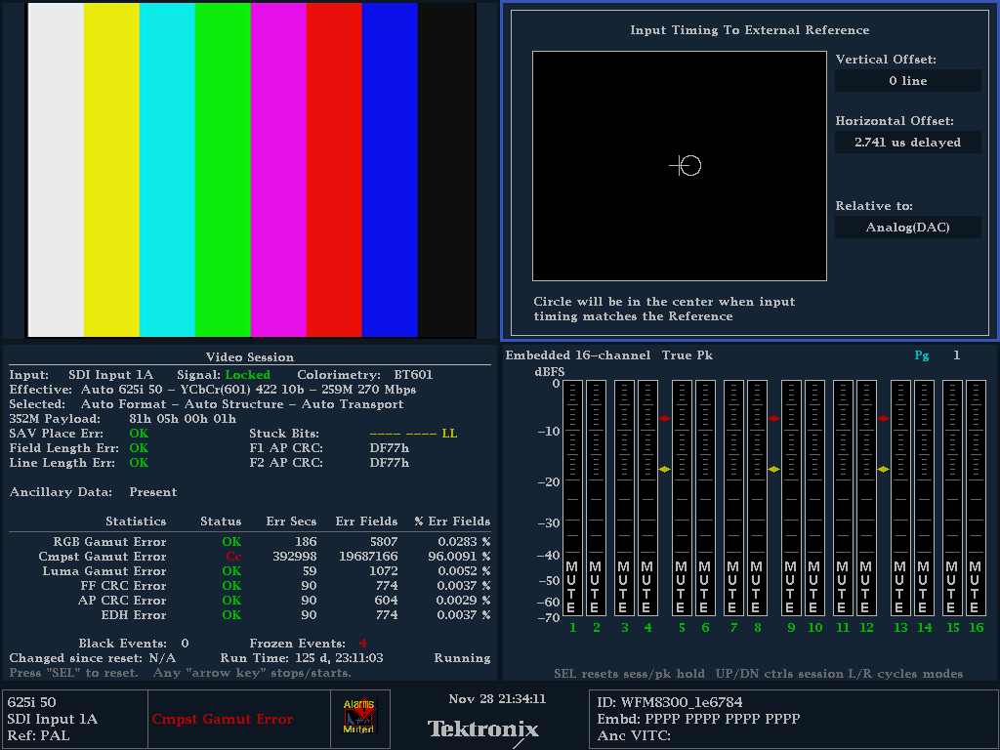 Input Timing To External Reference
Vertical Offset:
0 line
Horizontal Offset:
2.741 us delayed
Relative to:
Analog(DAC)
Circle will be in the center when input
timing matches the Reference
Video Session
Input: SDI Input 1A Signal: Locked Colorimetry: BT601
Effective: Auto 625i 50 - YCbCr(601) 422 10b - 259M 270 Mbps
Selected: Auto Format - Auto Structure - Auto Transport
352M Payload: 81h 05h 00h 01h
SAV Place Err: OK Stuck Bits: ---- ---- LL
Field Length Err: OK F1 AP CRC: DF77h
Line Length Err: OK F2 AP CRC: DF77h
Ancillary Data: Present
Statistics Status Err Secs Err Fields % Err Fields
RGB Gamut Error OK 186 5807 0.0283 %
Cmpst Gamut Error Cc 392998 19687166 96.0091 %
Luma Gamut Error OK 59 1072 0.0052 %
FF CRC Error OK 90 774 0.0037 %
AP CRC Error OK 90 604 0.0029 %
EDH Error OK 90 774 0.0037 %
Black Events: 0 Frozen Events: 4
Changed since reset: N/A Run Time: 125 d, 23:11:03 Running
Press "SEL" to reset. Any "arrow key" stops/starts.
Embedded 16-channel True Pk Pg 1
dBFS
0
-10
-20
-30
-40
-50
-60
-70
MUTE MUTE MUTE MUTE MUTE MUTE MUTE MUTE MUTE MUTE MUTE MUTE MUTE MUTE MUTE MUTE
1 2 3 4 5 6 7 8 9 10 11 12 13 14 15 16
SEL resets sess/pk hold UP/DN ctrls session L/R cycles modes
625i 50
SDI Input 1A
Ref: PAL
Cmpst Gamut Error
Alarms
Muted
Nov 28 21:34:11
Tektronix
ID: WFM8300_1e6784
Embd: PPPP PPPP PPPP PPPP
Anc VITC: